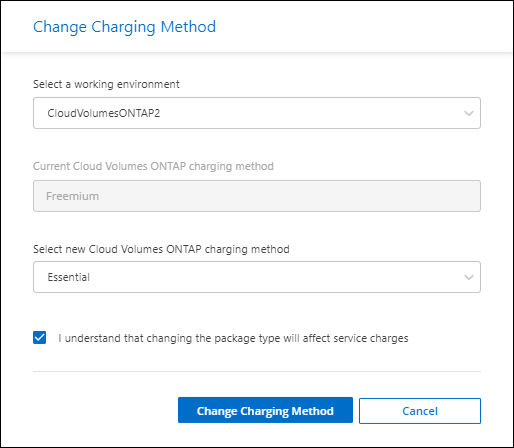 Change Charging Method
Select a working environment
CloudVolumesONTAP2
Current Cloud Volumes ONTAP charging method
Freemium
Select new Cloud Volumes ONTAP charging method
Essential
I understand that changing the package type will affect service charges
Change Charging Method
Cancel